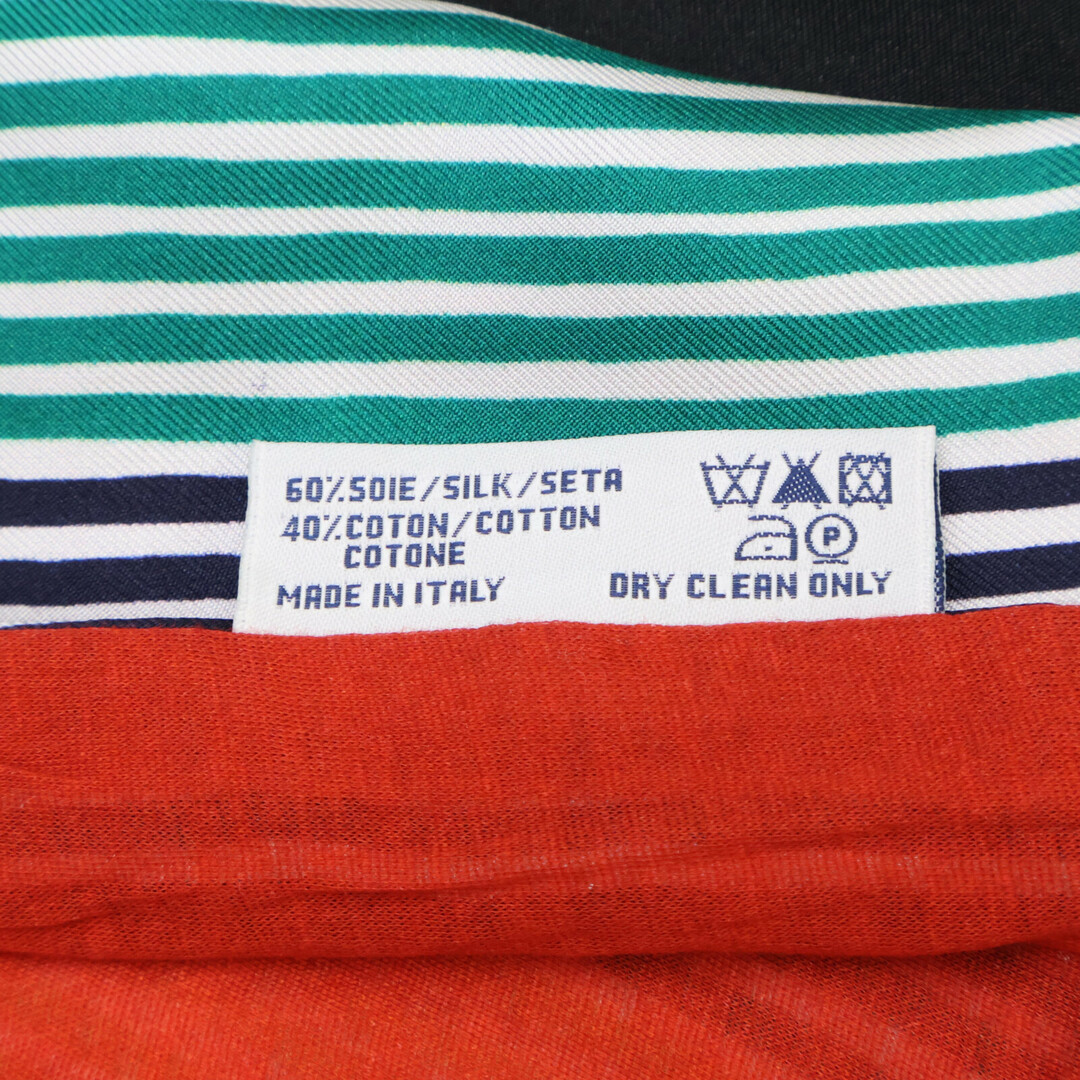 60%SOIE/SILK/SETA
40%COTON/COTTON
COTONE
MADE IN ITALY
P
DRY CLEAN ONLY